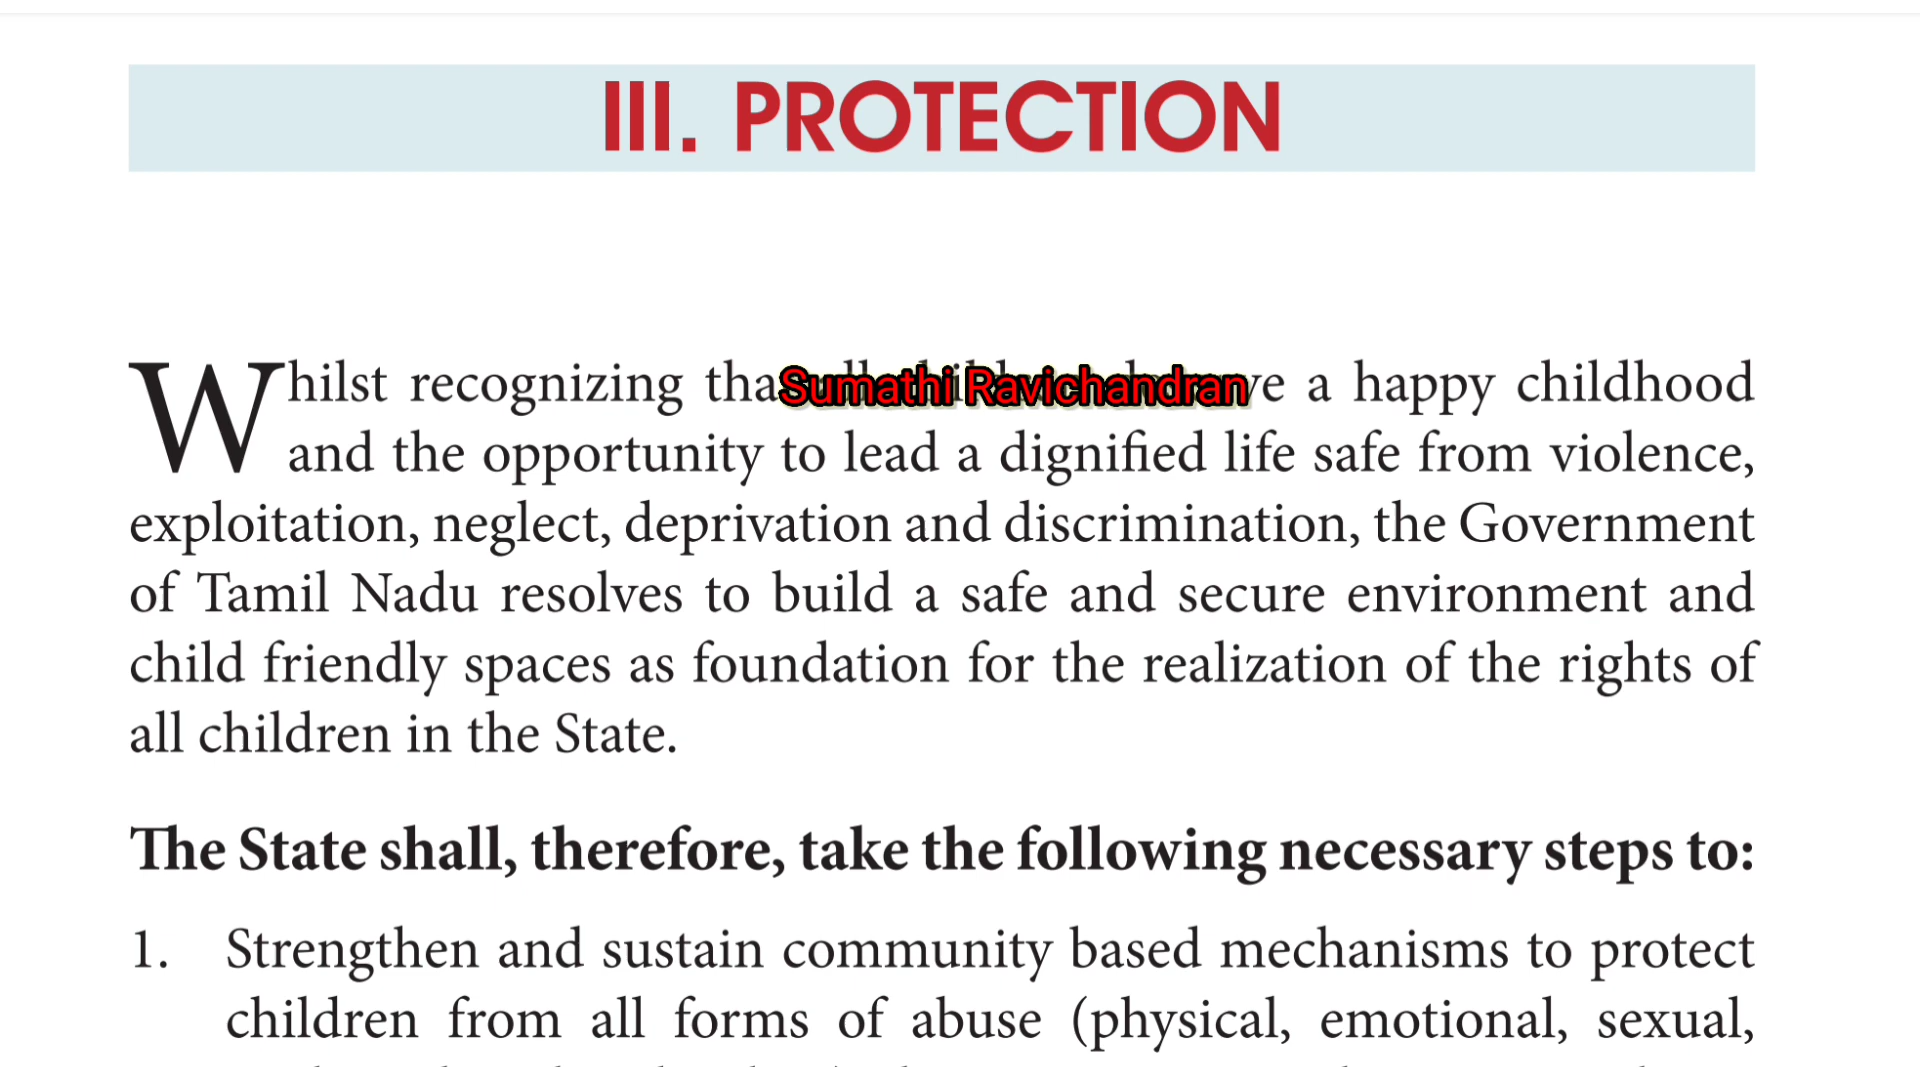 III. PROTECTION
Whilst recognizing Sumathi Ravichandran a happy childhood
and the opportunity to lead a dignified life safe from violence,
exploitation, neglect, deprivation and discrimination, the Government
of Tamil Nadu resolves to build a safe and secure environment and
child friendly spaces as foundation for the realization of the rights of
all children in the State.
The State shall, therefore, take the following necessary steps to:
1. Strengthen and sustain community based mechanisms to protect
children from all forms of abuse (physical, emotional, sexual,